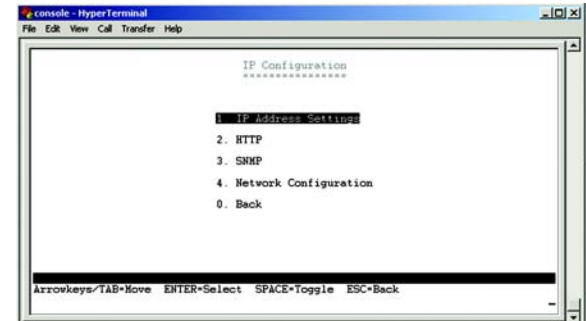 console - HyperTerminal
File Edit View Call Transfer Help
IP Configuration
================
1 IP Address Settings
2. HTTP
3. SNMP
4. Network Configuration
0. Back
Arrowkeys/TAB=Move ENTER=Select SPACE=Toggle ESC=Back